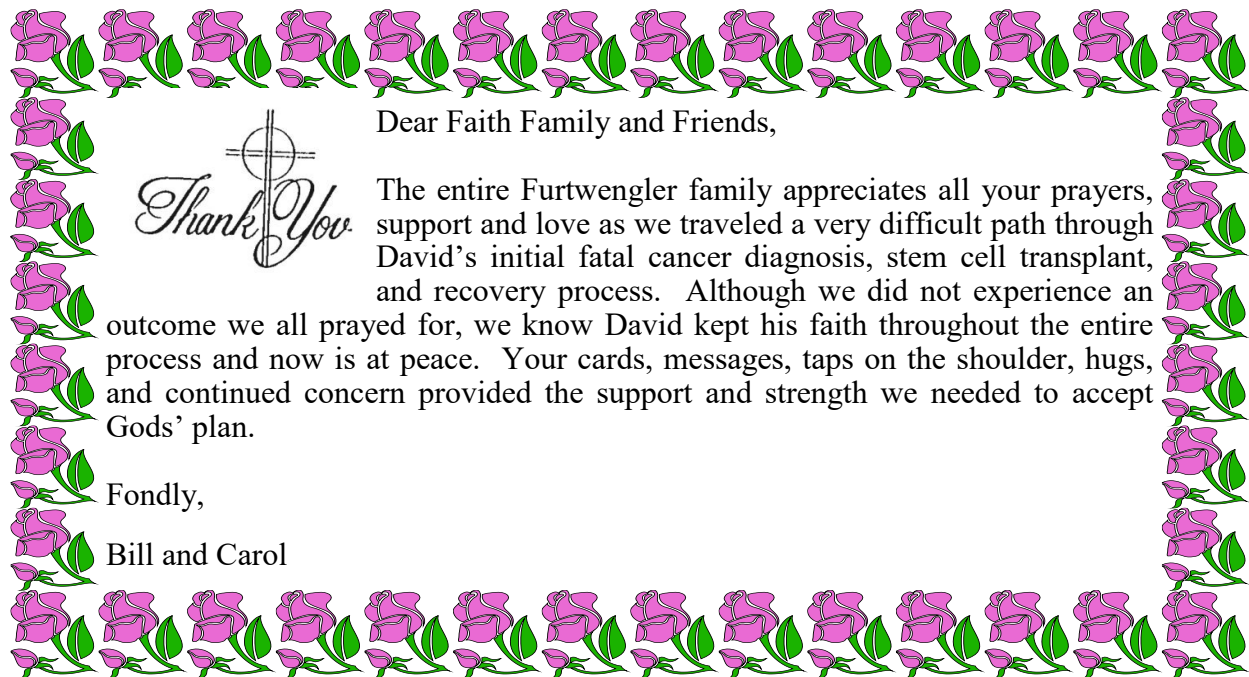 Dear Faith Family and Friends,
Thank You
The entire Furtwengler family appreciates all your prayers,
support and love as we traveled a very difficult path through
David’s initial fatal cancer diagnosis, stem cell transplant,
and recovery process.  Although we did not experience an
outcome we all prayed for, we know David kept his faith throughout the entire
process and now is at peace.  Your cards, messages, taps on the shoulder, hugs,
and continued concern provided the support and strength we needed to accept
Gods’ plan.
Fondly,
Bill and Carol